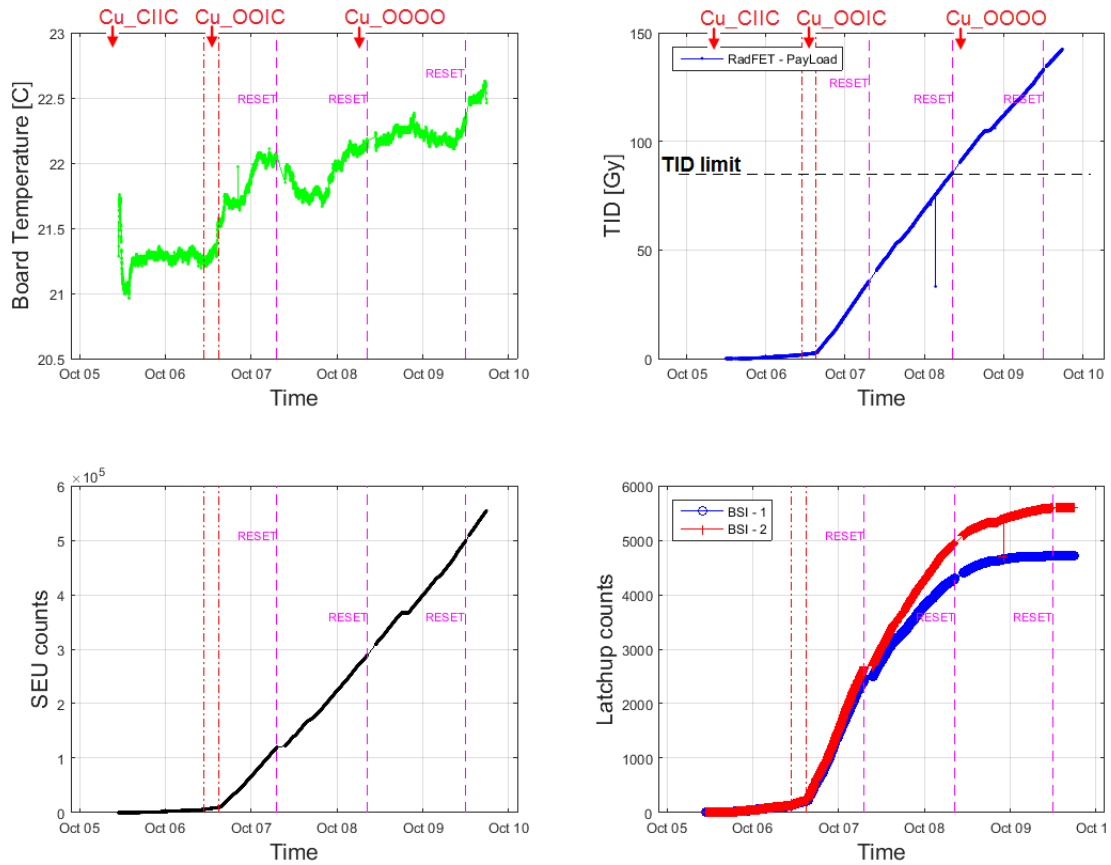 Cu_CIIC Cu_OOIC Cu_OOOO
23
22.5
22
21.5
21
20.5
Board Temperature [C]
RESET
RESET
RESET
Oct 05 Oct 06 Oct 07 Oct 08 Oct 09 Oct 10
Time
Cu_CIIC Cu_OOIC Cu_OOOO
150
100
50
0
TID [Gy]
RadFET - PayLoad
RESET
RESET
RESET
TID limit
Oct 05 Oct 06 Oct 07 Oct 08 Oct 09 Oct 10
Time
×10^5
6
5
4
3
2
1
0
SEU counts
RESET
RESET
RESET
Oct 05 Oct 06 Oct 07 Oct 08 Oct 09 Oct 10
Time
6000
5000
4000
3000
2000
1000
0
Latchup counts
BSI - 1
BSI - 2
RESET
RESET
RESET
Oct 05 Oct 06 Oct 07 Oct 08 Oct 09 Oct 1
Time